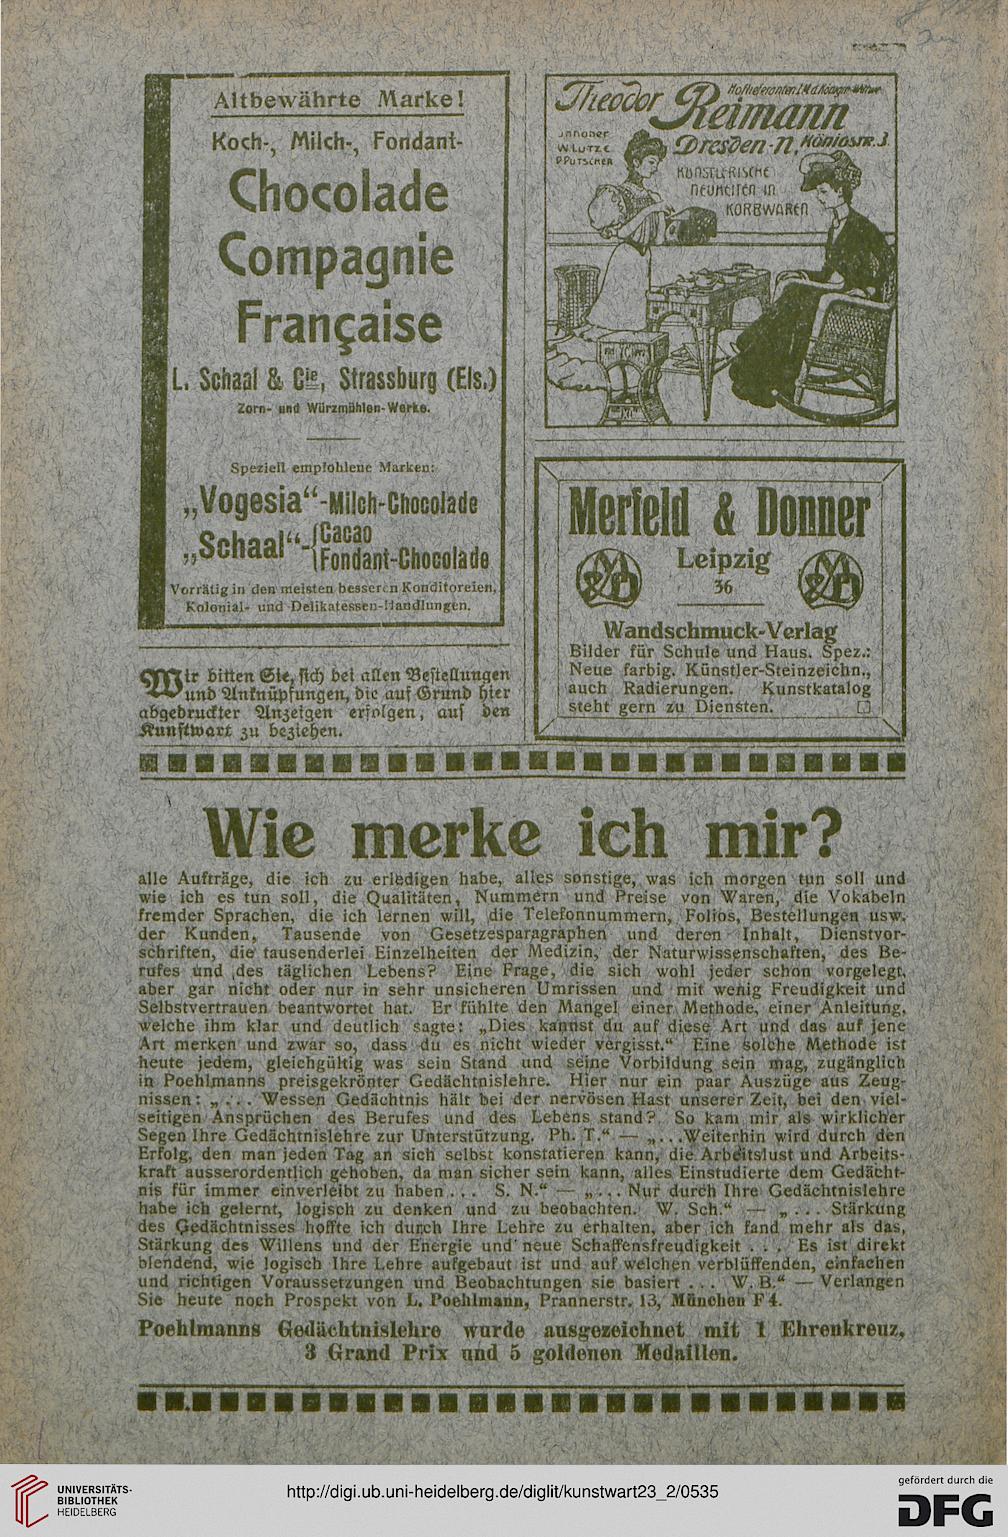 Altbewährte Marke!
Koch-, Milch-, Fondant-
Chocolade
Compagnie
Française
L. Schaal & Cie, Strassburg (Els.)
Zorn- und Würzmühlen-Werke.
Speziell empfohlene Marken:
„Vogesia“-Milch-Chocolade
„Schaal“-{Cacao
Fondant-Chocolade
Vorrätig in den meisten besseren Konditoreien,
Kolonial- und Delikatessen-Handlungen.
Wir bitten Sie, sich bei allen Bestellungen
und Anknüpfungen, die auf Grund hier
abgedruckter Anzeigen erfolgen, auf den
Kunstwart zu beziehen.
Theodor Reimann
Dresden-N, Königstr. 3
Inhaber
W. Lutze
P. Putscher
Künstlerische
Neuheiten in
Korbwaren
Merfeld & Donner
Leipzig
36
Wandschmuck-Verlag
Bilder für Schule und Haus. Spez.:
Neue farbig. Künstler-Steinzeichn.,
auch Radierungen. Kunstkatalog
steht gern zu Diensten.
Wie merke ich mir?
alle Aufträge, die ich zu erledigen habe, alles sonstige, was ich morgen tun soll und
wie ich es tun soll, die Qualitäten, Nummern und Preise von Waren, die Vokabeln
fremder Sprachen, die ich lernen will, die Telefonnummern, Folios, Bestellungen usw.
der Kunden, Tausende von Gesetzesparagraphen und deren Inhalt, Dienstvor-
schriften, die tausenderlei Einzelheiten der Medizin, der Naturwissenschaften, des Be-
rufes und des täglichen Lebens? Eine Frage, die sich wohl jeder schon vorgelegt,
aber gar nicht oder nur in sehr unsicheren Umrissen und mit wenig Freudigkeit und
Selbstvertrauen beantwortet hat. Er fühlte den Mangel einer Methode, einer Anleitung,
welche ihm klar und deutlich sagte: „Dies kannst du auf diese Art und das auf jene
Art merken und zwar so, dass du es nicht wieder vergisst.“ Eine solche Methode ist
heute jedem, gleichgültig was sein Stand und seine Vorbildung sein mag, zugänglich
in Poehlmanns preisgekrönter Gedächtnislehre. Hier nur ein paar Auszüge aus Zeug-
nissen: „ . . . Wessen Gedächtnis hält bei der nervösen Hast unserer Zeit, bei den viel-
seitigen Ansprüchen des Berufes und des Lebens stand? So kam mir als wirklicher
Segen Ihre Gedächtnislehre zur Unterstützung. Ph. T.“ — „. . .Weiterhin wird durch den
Erfolg, den man jeden Tag an sich selbst konstatieren kann, die Arbeitslust und Arbeits-
kraft ausserordentlich gehoben, da man sicher sein kann, alles Einstudierte dem Gedächt-
nis für immer einverleibt zu haben . . . S. N.“ — „. . . Nur durch Ihre Gedächtnislehre
habe ich gelernt, logisch zu denken und zu beobachten. W. Sch.“ — „ . . . Stärkung
des Gedächtnisses hoffte ich durch Ihre Lehre zu erhalten, aber ich fand mehr als das,
Stärkung des Willens und der Energie und neue Schaffensfreudigkeit . . . Es ist direkt
blendend, wie logisch Ihre Lehre aufgebaut ist und auf welchen verblüffenden, einfachen
und richtigen Voraussetzungen und Beobachtungen sie basiert . . . W. B.“ — Verlangen
Sie heute noch Prospekt von L. Poehlmann, Prannerstr. 13, München F 4.
Poehlmanns Gedächtnislehre wurde ausgezeichnet mit 1 Ehrenkreuz,
3 Grand Prix und 5 goldenen Medaillen.
UNIVERSITÄTS-
BIBLIOTHEK
HEIDELBERG
http://digi.ub.uni-heidelberg.de/diglit/kunstwart23_2/0535
gefördert durch die
DFG